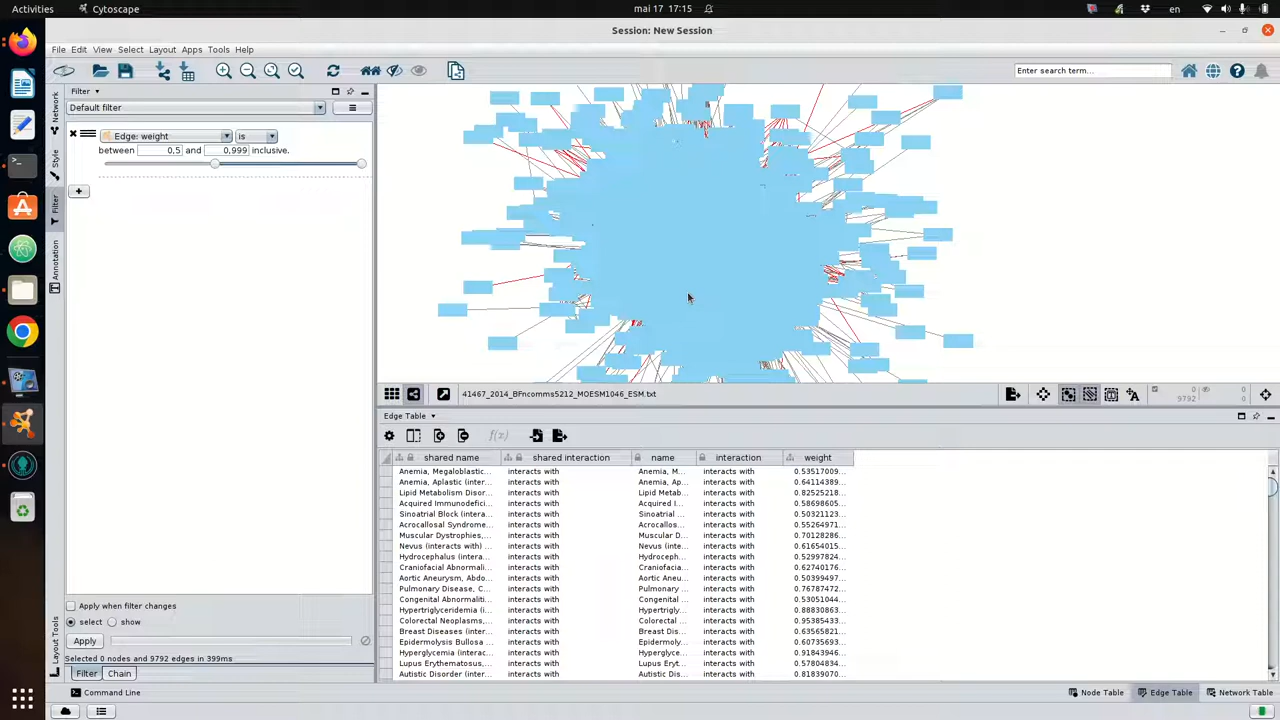 Activities Cytoscape mai 17 17:15 en
Session: New Session
File Edit View Select Layout Apps Tools Help
Enter search term...
Network
Style
Filter
Annotation
Layout Tools
Filter
Default filter
Edge: weight is
between 0.5 and 0.999 inclusive.
+
Apply when filter changes
select show
Apply
Selected 0 nodes and 9792 edges in 399ms
Filter Chain
Command Line
41467_2014_BFncomms5212_MOESM1046_ESM.txt
0 0
9792 0
Edge Table
f(x)
shared name shared interaction name interaction weight
Anemia, Megaloblastic... interacts with Anemia, M... interacts with 0.53517009...
Anemia, Aplastic (inter... interacts with Anemia, Ap... interacts with 0.64114389...
Lipid Metabolism Disor... interacts with Lipid Metab... interacts with 0.82525218...
Acquired Immunodefici... interacts with Acquired I... interacts with 0.58698605...
Sinoatrial Block (intera... interacts with Sinoatrial ... interacts with 0.50321123...
Acrocallosal Syndrome... interacts with Acrocallos... interacts with 0.55264971...
Muscular Dystrophies,... interacts with Muscular D... interacts with 0.70128286...
Nevus (interacts with) ... interacts with Nevus (inte... interacts with 0.61654015...
Hydrocephalus (intera... interacts with Hydroceph... interacts with 0.52997824...
Craniofacial Abnormali... interacts with Craniofacia... interacts with 0.62740176...
Aortic Aneurysm, Abdo... interacts with Aortic Aneu... interacts with 0.50399497...
Pulmonary Disease, C... interacts with Pulmonary ... interacts with 0.76787472...
Congenital Abnormaliti... interacts with Congenital ... interacts with 0.53051044...
Hypertriglyceridemia (i... interacts with Hypertrigly... interacts with 0.88830863...
Colorectal Neoplasms,... interacts with Colorectal ... interacts with 0.95385433...
Breast Diseases (inter... interacts with Breast Dis... interacts with 0.63565821...
Epidermolysis Bullosa ... interacts with Epidermoly... interacts with 0.60735693...
Hyperglycemia (interac... interacts with Hyperglyce... interacts with 0.91843946...
Lupus Erythematosus,... interacts with Lupus Eryt... interacts with 0.57804834...
Autistic Disorder (inter... interacts with Autistic Dis... interacts with 0.81839070...
Node Table Edge Table Network Table